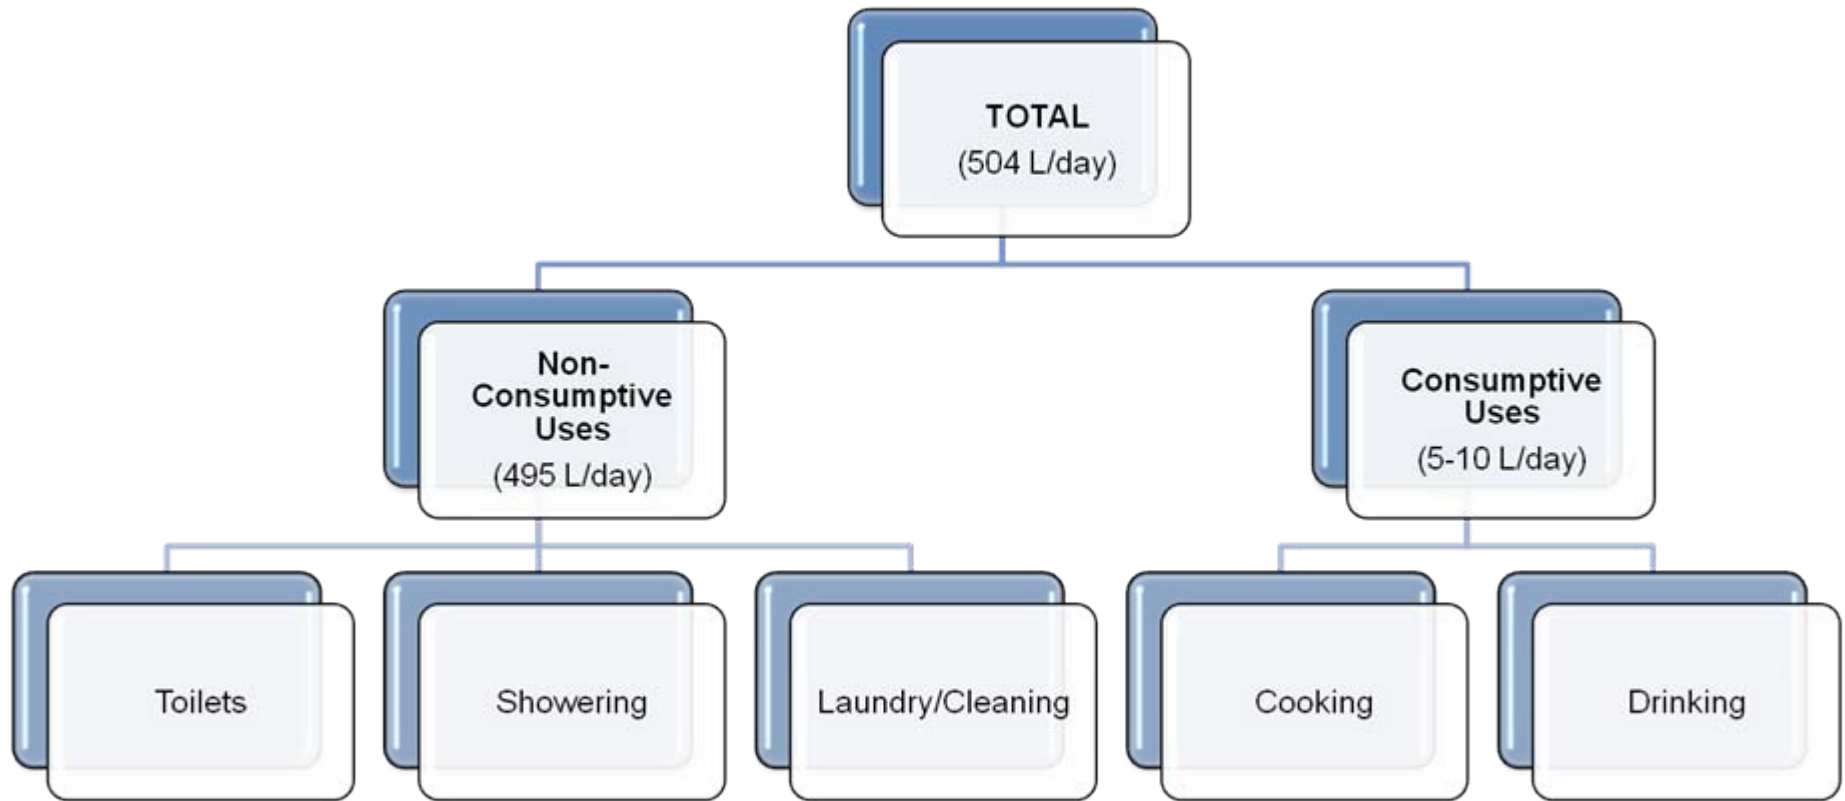 TOTAL
(504 L/day)
Non-
Consumptive
Uses
(495 L/day)
Consumptive
Uses
(5-10 L/day)
Toilets
Showering
Laundry/Cleaning
Cooking
Drinking